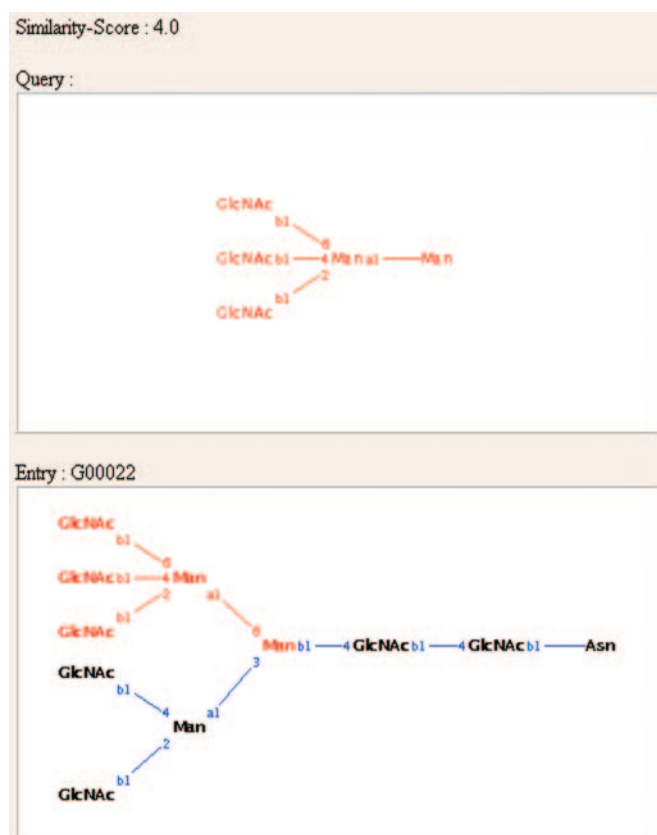 Similarity-Score : 4.0
Query :
GlcNAc
b1
6
GlcNAc b1 4 Man a1 Man
2
b1
GlcNAc
Entry : G00022
GlcNAc
b1
6
GlcNAc b1 4 Man
2 a1
b1
GlcNAc 6
Man b1 4 GlcNAc b1 4 GlcNAc b1 Asn
GlcNAc 3
b1
4 a1
Man
2
b1
GlcNAc